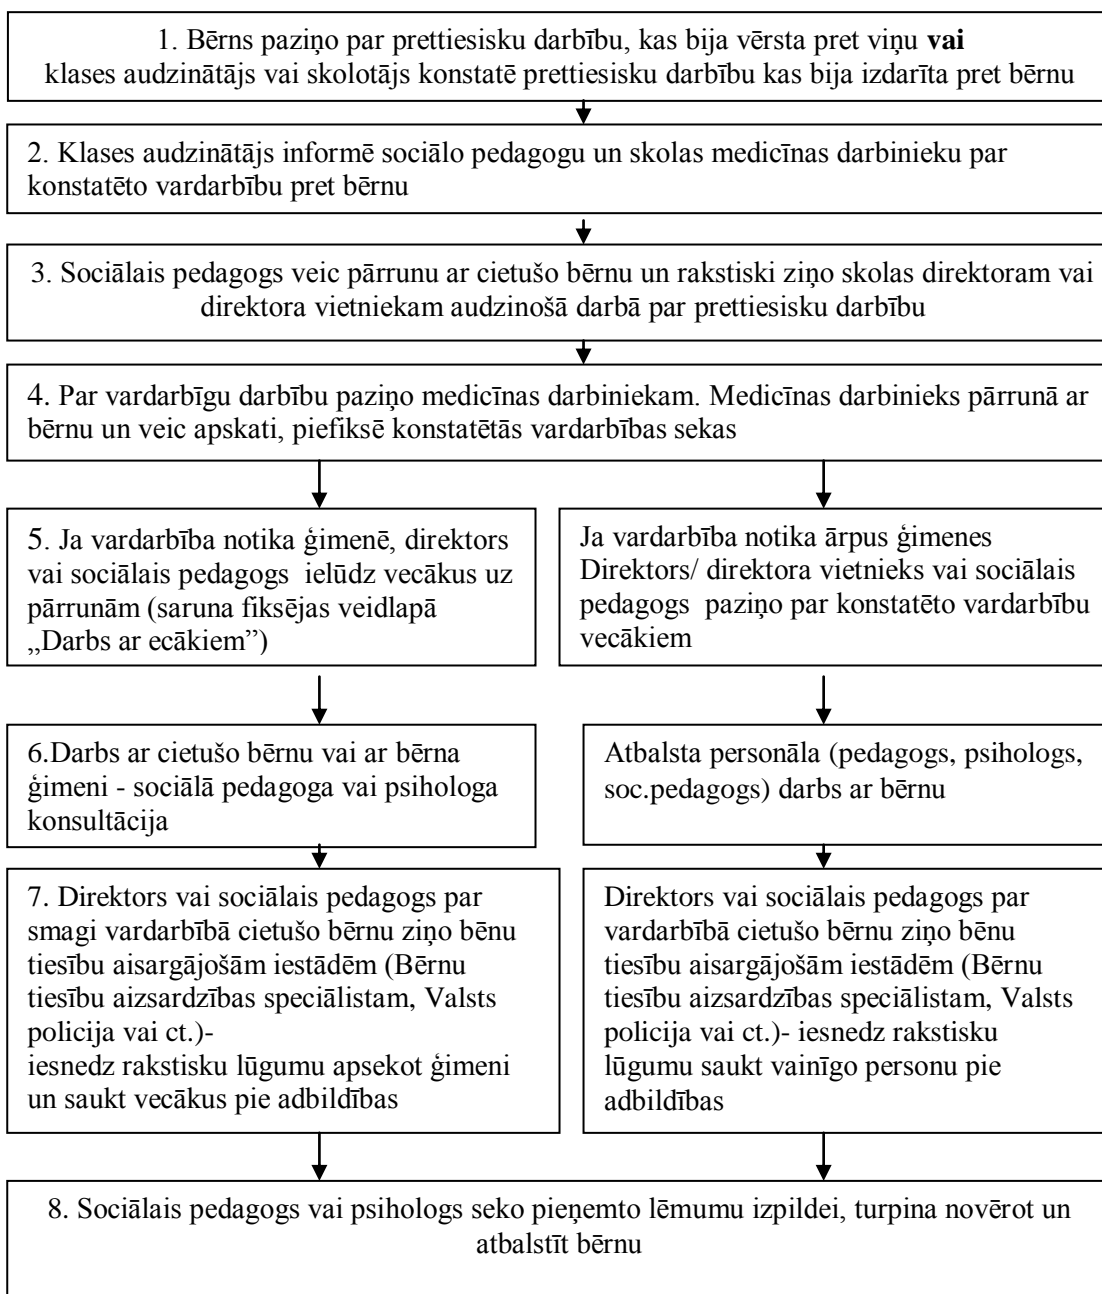 1. Bērns paziņo par prettiesisku darbību, kas bija vērsta pret viņu vai
klases audzinātājs vai skolotājs konstatē prettiesisku darbību kas bija izdarīta pret bērnu
2. Klases audzinātājs informē sociālo pedagogu un skolas medicīnas darbinieku par
konstatēto vardarbību pret bērnu
3. Sociālais pedagogs veic pārrunu ar cietušo bērnu un rakstiski ziņo skolas direktoram vai
direktora vietniekam audzinošā darbā par prettiesisku darbību
4. Par vardarbīgu darbību paziņo medicīnas darbiniekam. Medicīnas darbinieks pārrunā ar
bērnu un veic apskati, piefiksē konstatētās vardarbības sekas
5. Ja vardarbība notika ģimenē, direktors
vai sociālais pedagogs ielūdz vecākus uz
pārrunām (saruna fiksējas veidlapā
„Darbs ar ecākiem”)
Ja vardarbība notika ārpus ģimenes
Direktors/ direktora vietnieks vai sociālais
pedagogs paziņo par konstatēto vardarbību
vecākiem
6.Darbs ar cietušo bērnu vai ar bērna
ģimeni - sociālā pedagoga vai psihologa
konsultācija
Atbalsta personāla (pedagogs, psihologs,
soc.pedagogs) darbs ar bērnu
7. Direktors vai sociālais pedagogs par
smagi vardarbībā cietušo bērnu ziņo bēnu
tiesību aisargājošām iestādēm (Bērnu
tiesību aizsardzības speciālistam, Valsts
policija vai ct.)-
iesnedz rakstisku lūgumu apsekot ģimeni
un saukt vecākus pie adbildības
Direktors vai sociālais pedagogs par
vardarbībā cietušo bērnu ziņo bēnu
tiesību aisargājošām iestādēm (Bērnu
tiesību aizsardzības speciālistam, Valsts
policija vai ct.)- iesnedz rakstisku
lūgumu saukt vainīgo personu pie
adbildības
8. Sociālais pedagogs vai psihologs seko pieņemto lēmumu izpildei, turpina novērot un
atbalstīt bērnu